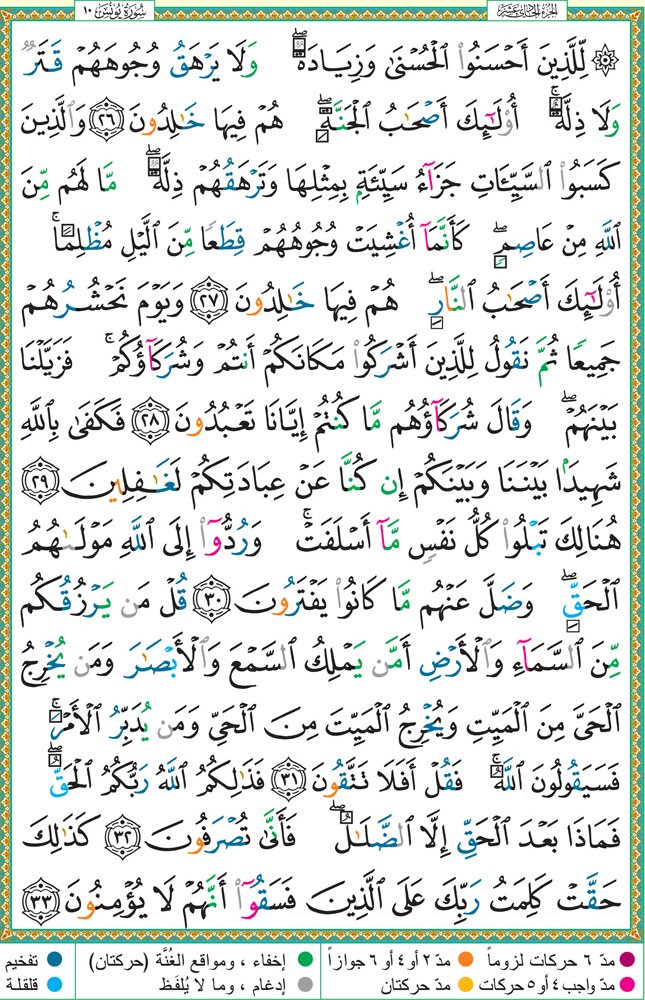 الجزء الحادي عشر سورة يونس ١٠
۞ لِّلَّذِينَ أَحْسَنُوا۟ ٱلْحُسْنَىٰ وَزِيَادَةٌۖ وَلَا يَرْهَقُ وُجُوهَهُمْ قَتَرٌ
وَلَا ذِلَّةٌۚ أُو۟لَٰٓئِكَ أَصْحَٰبُ ٱلْجَنَّةِۖ هُمْ فِيهَا خَٰلِدُونَ ٢٦ وَٱلَّذِينَ
كَسَبُوا۟ ٱلسَّيِّـَٔاتِ جَزَآءُ سَيِّئَةٍۭ بِمِثْلِهَا وَتَرْهَقُهُمْ ذِلَّةٌۖ مَّا لَهُم مِّنَ
ٱللَّهِ مِنْ عَاصِمٍۖ كَأَنَّمَآ أُغْشِيَتْ وُجُوهُهُمْ قِطَعًا مِّنَ ٱلَّيْلِ مُظْلِمًاۚ
أُو۟لَٰٓئِكَ أَصْحَٰبُ ٱلنَّارِۖ هُمْ فِيهَا خَٰلِدُونَ ٢٧ وَيَوْمَ نَحْشُرُهُمْ
جَمِيعًا ثُمَّ نَقُولُ لِلَّذِينَ أَشْرَكُوا۟ مَكَانَكُمْ أَنتُمْ وَشُرَكَآؤُكُمْۚ فَزَيَّلْنَا
بَيْنَهُمْۖ وَقَالَ شُرَكَآؤُهُم مَّا كُنتُمْ إِيَّانَا تَعْبُدُونَ ٢٨ فَكَفَىٰ بِٱللَّهِ
شَهِيدًۢا بَيْنَنَا وَبَيْنَكُمْ إِن كُنَّا عَنْ عِبَادَتِكُمْ لَغَٰفِلِينَ ٢٩
هُنَالِكَ تَبْلُوا۟ كُلُّ نَفْسٍ مَّآ أَسْلَفَتْۚ وَرُدُّوٓا۟ إِلَى ٱللَّهِ مَوْلَىٰهُمُ
ٱلْحَقِّۖ وَضَلَّ عَنْهُم مَّا كَانُوا۟ يَفْتَرُونَ ٣٠ قُلْ مَن يَرْزُقُكُم
مِّنَ ٱلسَّمَآءِ وَٱلْأَرْضِ أَمَّن يَمْلِكُ ٱلسَّمْعَ وَٱلْأَبْصَٰرَ وَمَن يُخْرِجُ
ٱلْحَىَّ مِنَ ٱلْمَيِّتِ وَيُخْرِجُ ٱلْمَيِّتَ مِنَ ٱلْحَىِّ وَمَن يُدَبِّرُ ٱلْأَمْرَۚ
فَسَيَقُولُونَ ٱللَّهُۚ فَقُلْ أَفَلَا تَتَّقُونَ ٣١ فَذَٰلِكُمُ ٱللَّهُ رَبُّكُمُ ٱلْحَقُّۖ
فَمَاذَا بَعْدَ ٱلْحَقِّ إِلَّا ٱلضَّلَٰلُۖ فَأَنَّىٰ تُصْرَفُونَ ٣٢ كَذَٰلِكَ
حَقَّتْ كَلِمَتُ رَبِّكَ عَلَى ٱلَّذِينَ فَسَقُوٓا۟ أَنَّهُمْ لَا يُؤْمِنُونَ ٣٣
مدّ ٦ حركات لزوماً مدّ ٢ أو ٤ أو ٦ جوازاً إخفاء ، ومواقع الغُنَّة (حركتان) تفخيم
مدّ واجب ٤ أو ٥ حركات مدّ حركتان إدغام ، وما لا يُلفَظ قلقلة